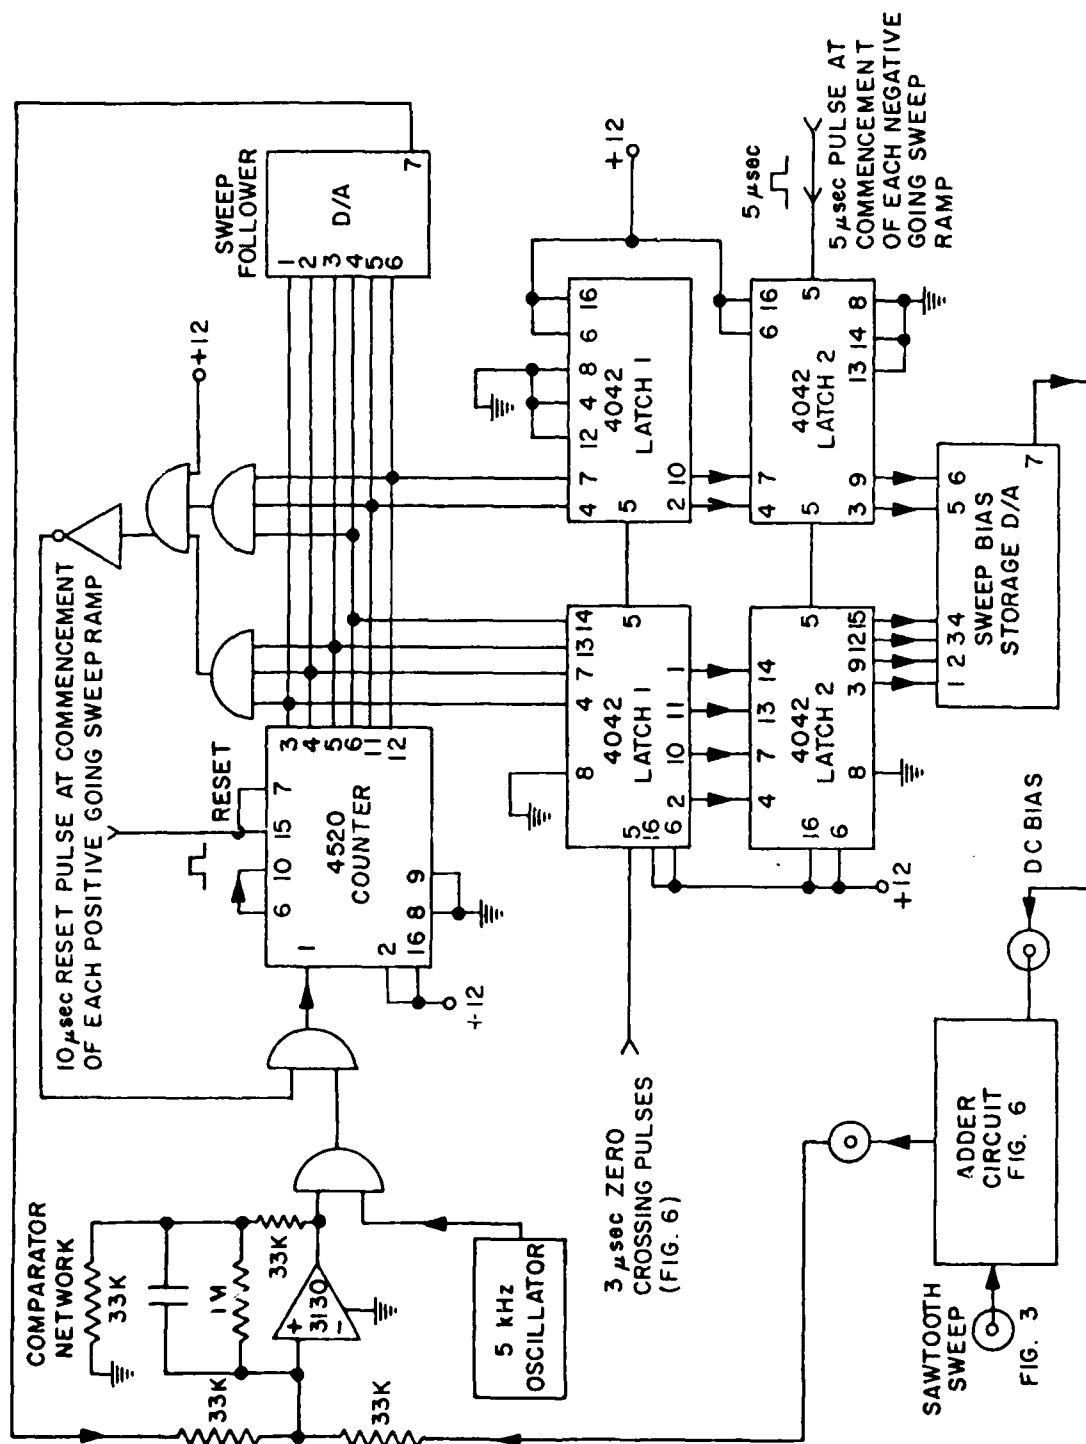 10 µsec RESET PULSE AT COMMENCEMENT
OF EACH POSITIVE GOING SWEEP RAMP
RESET
+12
SWEEP
FOLLOWER
D/A
1
2
3
4
5
6
7
COMPARATOR
NETWORK
33K
1M
33K
33K
33K
+
3130
−
5 kHz
OSCILLATOR
4520
COUNTER
6
10
15
7
1
2
16
8
9
3
4
5
6
11
12
+12
3 µsec ZERO
CROSSING PULSES
(FIG. 6)
8
4
7
13
14
4042
LATCH 1
5
5
16
6
2
10
11
1
4
7
12
4
8
6
16
4042
LATCH 1
5
2
10
+12
4
7
13
14
4042
LATCH 2
5
16
6
8
3
9
12
15
+12
4
7
6
16
4042
LATCH 2
5
5
3
9
13
14
8
5 µsec
5 µsec PULSE AT
COMMENCEMENT
OF EACH NEGATIVE
GOING SWEEP
RAMP
1
2
3
4
5
6
SWEEP BIAS
STORAGE D/A
7
DC BIAS
ADDER
CIRCUIT
FIG. 6
SAWTOOTH
SWEEP
FIG. 3